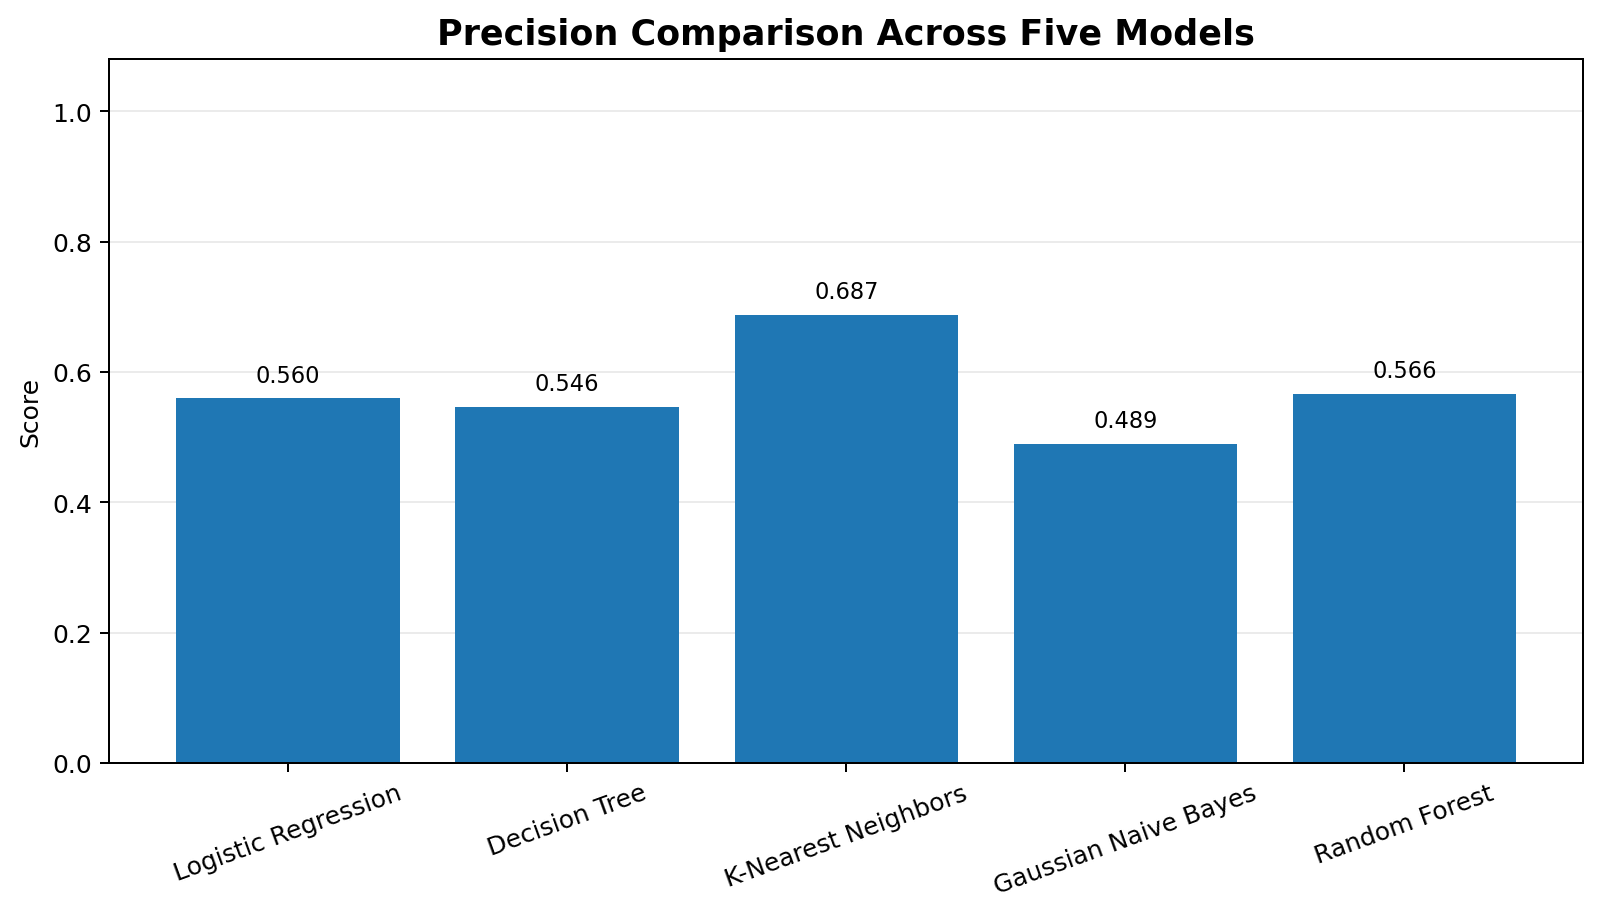 Precision Comparison Across Five Models
1.0
0.8
0.6
0.4
0.2
0.0
Score
0.560
0.546
0.687
0.489
0.566
Logistic Regression
Decision Tree
K-Nearest Neighbors
Gaussian Naive Bayes
Random Forest